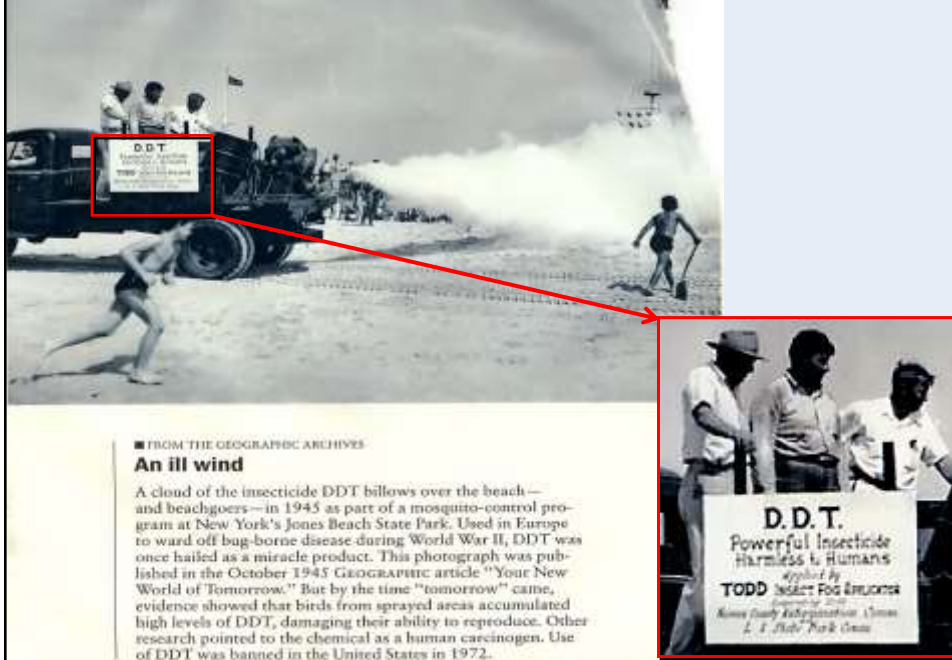 D.D.T.
Powerful Insecticide
TODD
■ FROM THE GEOGRAPHIC ARCHIVES
An ill wind
A cloud of the insecticide DDT billows over the beach—
and beachgoers—in 1945 as part of a mosquito-control pro-
gram at New York's Jones Beach State Park. Used in Europe
to ward off bug-borne disease during World War II, DDT was
once hailed as a miracle product. This photograph was pub-
lished in the October 1945 GEOGRAPHIC article "Your New
World of Tomorrow." But by the time "tomorrow" came,
evidence showed that birds from sprayed areas accumulated
high levels of DDT, damaging their ability to reproduce. Other
research pointed to the chemical as a human carcinogen. Use
of DDT was banned in the United States in 1972.
D.D.T.
Powerful Insecticide
Harmless to Humans
Applied by
TODD INSECT FOG APPLICATOR
County Extermination Comm.
L I State Park Comm